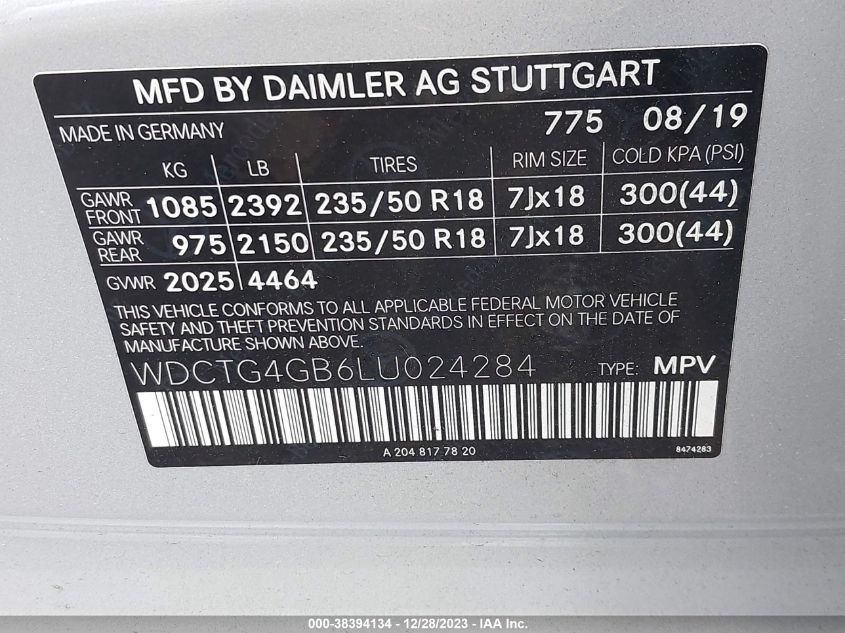 MFD BY DAIMLER AG STUTTGART
MADE IN GERMANY 775 08/19
KG LB TIRES RIM SIZE COLD KPA (PSI)
GAWR FRONT 1085 2392 235/50 R18 7Jx18 300(44)
GAWR REAR 975 2150 235/50 R18 7Jx18 300(44)
GVWR 2025 4464
THIS VEHICLE CONFORMS TO ALL APPLICABLE FEDERAL MOTOR VEHICLE
SAFETY AND THEFT PREVENTION STANDARDS IN EFFECT ON THE DATE OF
MANUFACTURE SHOWN ABOVE.
WDCTG4GB6LU024284 TYPE: MPV
A 204 817 78 20 8474283
000-38394134 - 12/28/2023 - IAA Inc.